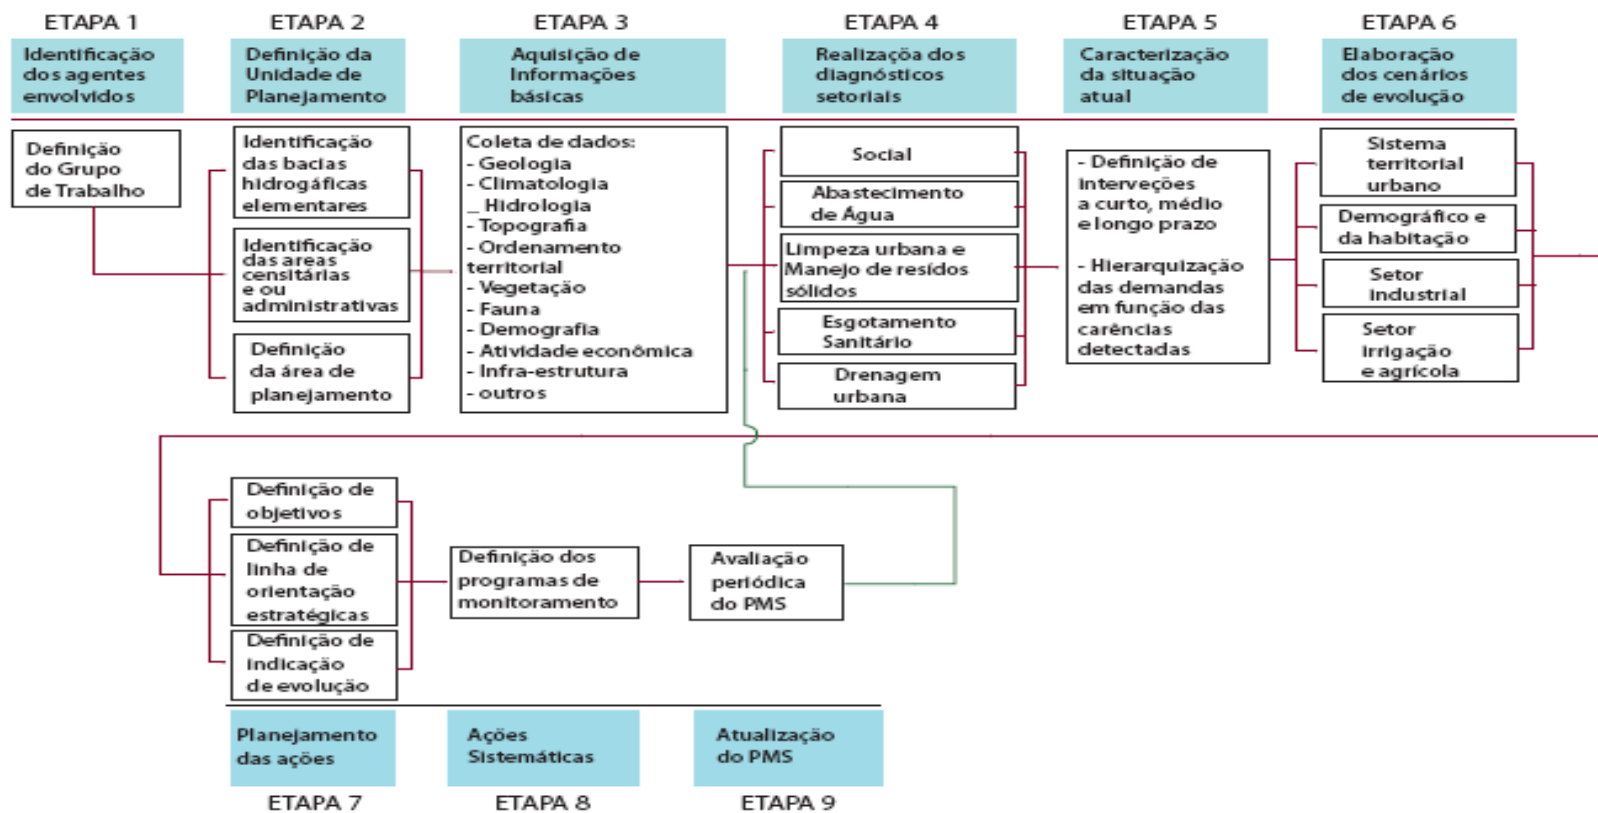 ETAPA 1
ETAPA 2
ETAPA 3
ETAPA 4
ETAPA 5
ETAPA 6
Identificação
dos agentes
envolvidos
Definição da
Unidade de
Planejamento
Aquisição de
Informações
básicas
Realizaçõa dos
diagnósticos
setoriais
Caracterização
da situação
atual
Elaboração
dos cenários
de evolução
Definição
do Grupo
de Trabalho
Identificação
das bacias
hidrogáficas
elementares
Identificação
das areas
censitárias
e ou
administrativas
Definição
da área de
planejamento
Coleta de dados:
- Geologia
- Climatologia
_ Hidrologia
- Topografia
- Ordenamento
territorial
- Vegetação
- Fauna
- Demografia
- Atividade econômica
- Infra-estrutura
- outros
Social
Abastecimento
de Água
Limpeza urbana e
Manejo de resídos
sólidos
Esgotamento
Sanitário
Drenagem
urbana
- Definição de
interveções
a curto, médio
e longo prazo
- Hierarquização
das demandas
em função das
carências
detectadas
Sistema
territorial
urbano
Demográfico e
da habitação
Setor
industrial
Setor
irrigação
e agrícola
Definição de
objetivos
Definição de
linha de
orientação
estratégicas
Definição de
indicação
de evolução
Definição dos
programas de
monitoramento
Avaliação
periódica
do PMS
Planejamento
das ações
Ações
Sistemáticas
Atualização
do PMS
ETAPA 7
ETAPA 8
ETAPA 9